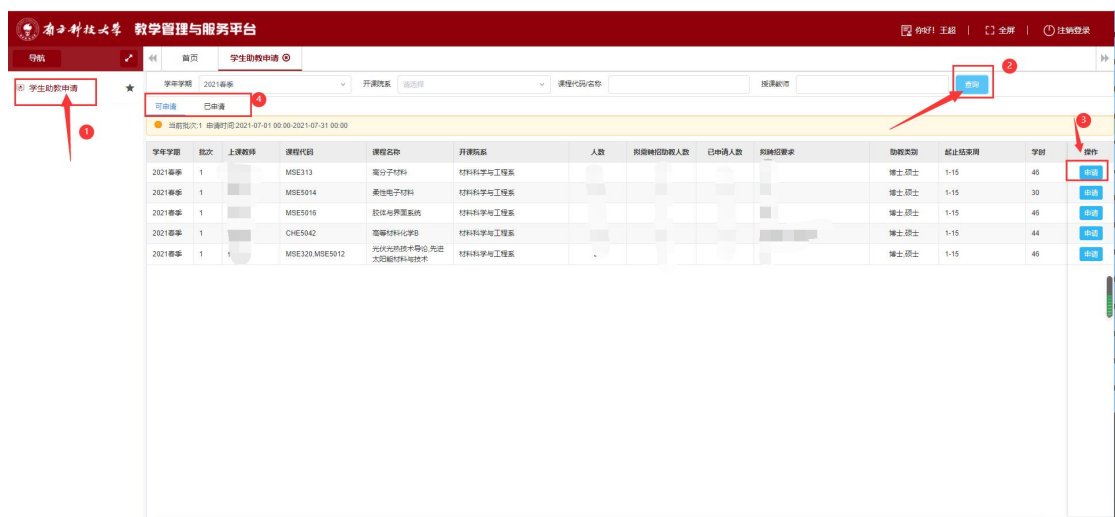 南方科技大学 教学管理与服务平台 你好! 王超 | 全屏 | 注销登录
导航 首页 学生助教申请
学生助教申请 ★
学年学期 2021春季 开课院系 请选择 课程代码/名称 授课教师 查询
可申请 已申请
当前批次:1 申请时间:2021-07-01 00:00-2021-07-31 00:00
1 2 3 4
学年学期 批次 上课教师 课程代码 课程名称 开课院系 人数 拟需聘招助教人数 已申请人数 拟聘招要求 助教类别 起止结束周 学时 操作
2021春季 1 MSE313 高分子材料 材料科学与工程系 博士,硕士 1-15 46 申请
2021春季 1 MSE5014 柔性电子材料 材料科学与工程系 博士,硕士 1-15 30 申请
2021春季 1 MSE5016 胶体与界面系统 材料科学与工程系 博士,硕士 1-15 46 申请
2021春季 1 CHE5042 高等材料化学B 材料科学与工程系 博士,硕士 1-15 44 申请
2021春季 1 MSE320,MSE5012 光伏光热技术导论,先进 材料科学与工程系 博士,硕士 1-15 46 申请
太阳能材料与技术